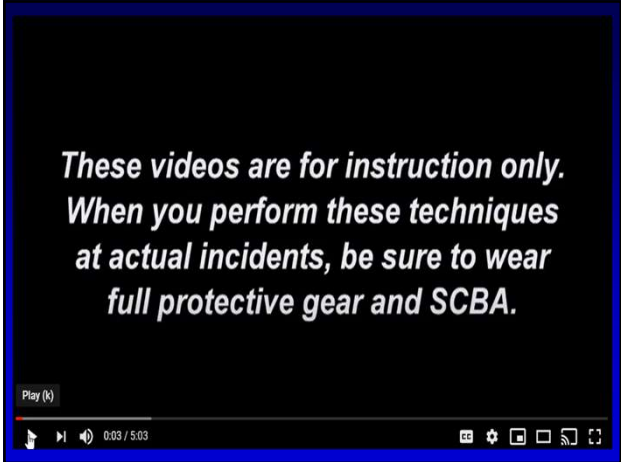 These videos are for instruction only.
When you perform these techniques
at actual incidents, be sure to wear
full protective gear and SCBA.
Play (k)
0:03 / 5:03
CC